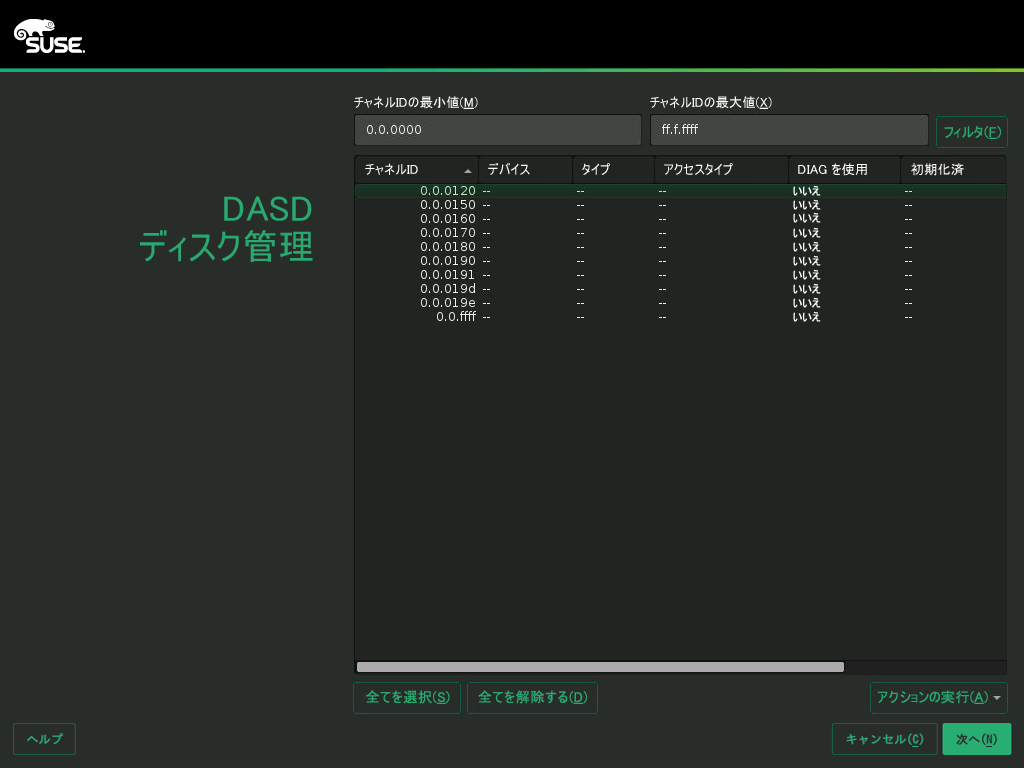 SUSE.
チャネルIDの最小値(M) チャネルIDの最大値(X)
0.0.0000 ff.f.ffff フィルタ(F)
DASD
ディスク管理
チャネルID デバイス タイプ アクセスタイプ DIAG を使用 初期化済
0.0.0120 -- -- -- いいえ --
0.0.0150 -- -- -- いいえ --
0.0.0160 -- -- -- いいえ --
0.0.0170 -- -- -- いいえ --
0.0.0180 -- -- -- いいえ --
0.0.0190 -- -- -- いいえ --
0.0.0191 -- -- -- いいえ --
0.0.019d -- -- -- いいえ --
0.0.019e -- -- -- いいえ --
0.0.ffff -- -- -- いいえ --
全てを選択(S) 全てを解除する(D) アクションの実行(A)
ヘルプ キャンセル(C) 次へ(N)